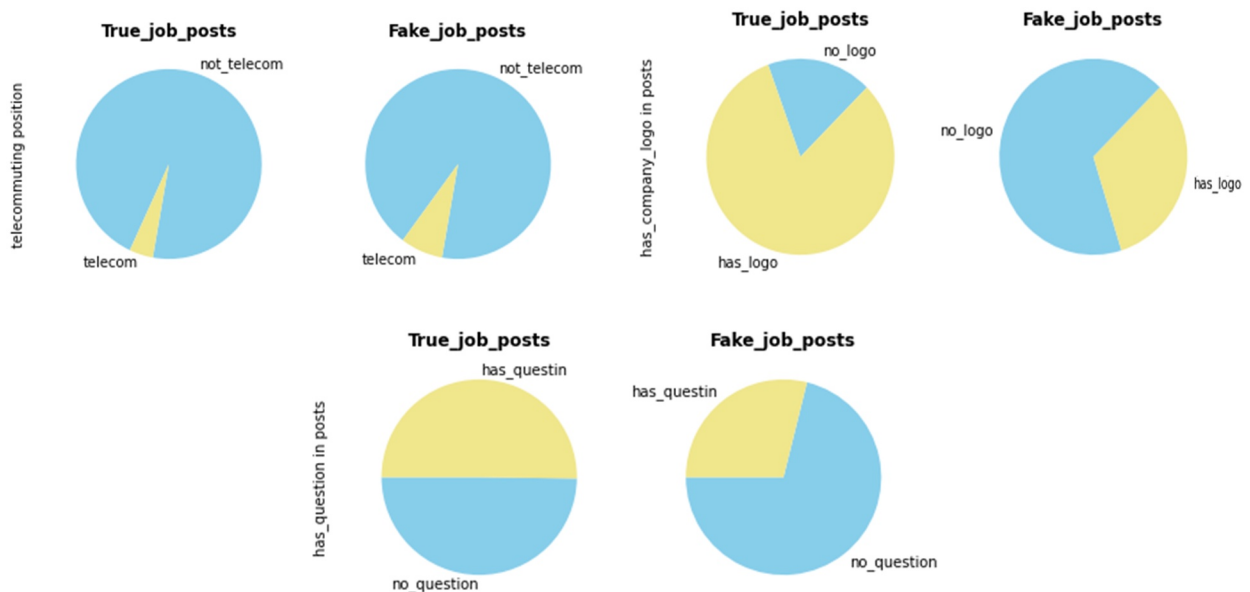 True_job_posts
Fake_job_posts
not_telecom
not_telecom
telecommuting position
telecom
telecom
True_job_posts
Fake_job_posts
no_logo
no_logo
has_company_logo in posts
has_logo
has_logo
True_job_posts
Fake_job_posts
has_questin
has_questin
has_question in posts
no_question
no_question